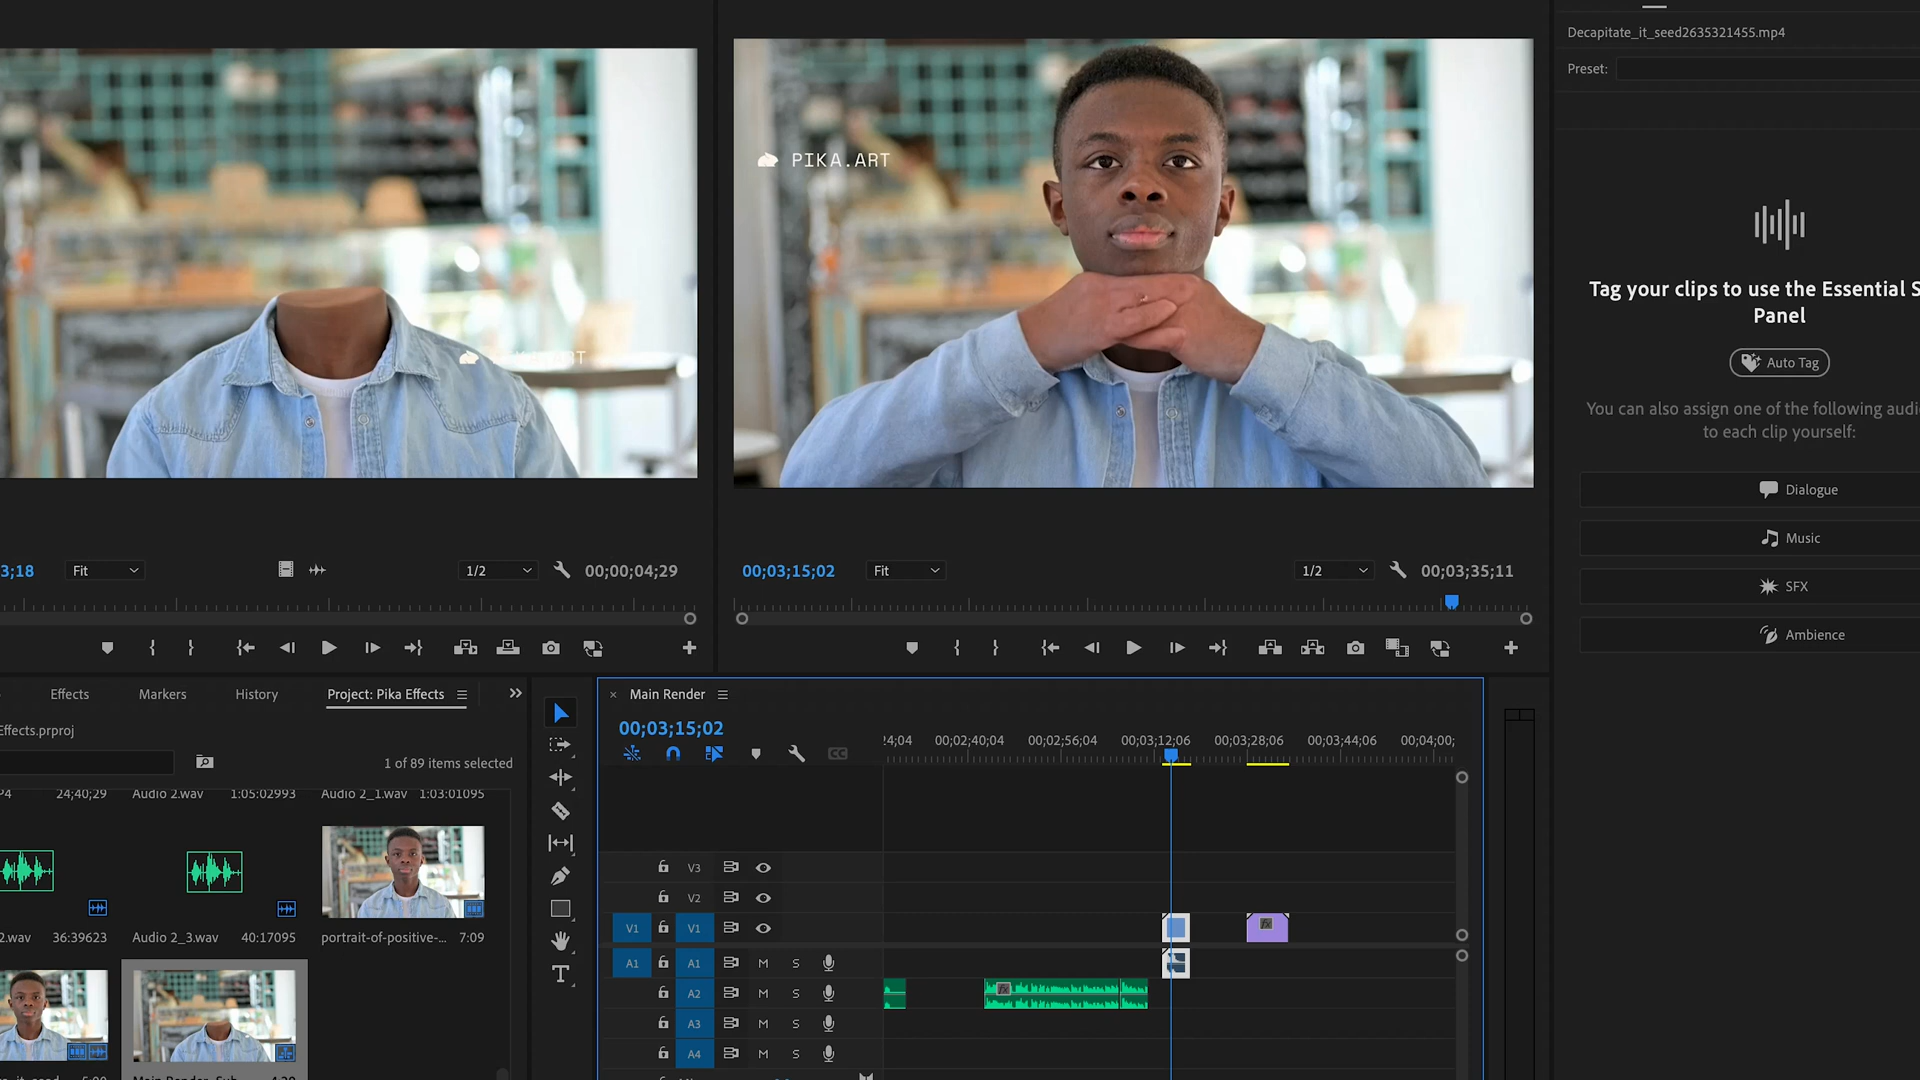 Decapitate_it_seed2635321455.mp4
Preset:
PIKA.ART
Tag your clips to use the Essential S
Panel
Auto Tag
You can also assign one of the following audio
to each clip yourself:
Dialogue
Music
SFX
Ambience
3;18
Fit
1/2
00;00;04;29
00;03;15;02
Fit
1/2
00;03;35;11
Effects
Markers
History
Project: Pika Effects
Effects.prproj
1 of 89 items selected
P4
24;40;29
Audio 2.wav
1:05:02993
Audio 2_1.wav
1:03:01095
2.wav
36:39623
Audio 2_3.wav
40:17095
portrait-of-positive-...
7:09
Main Render
00;03;15;02
24;04
00;02;40;04
00;02;56;04
00;03;12;06
00;03;28;06
00;03;44;06
00;04;00;
V3
V2
V1
V1
A1
A1
M
S
A2
M
S
A3
M
S
A4
M
S